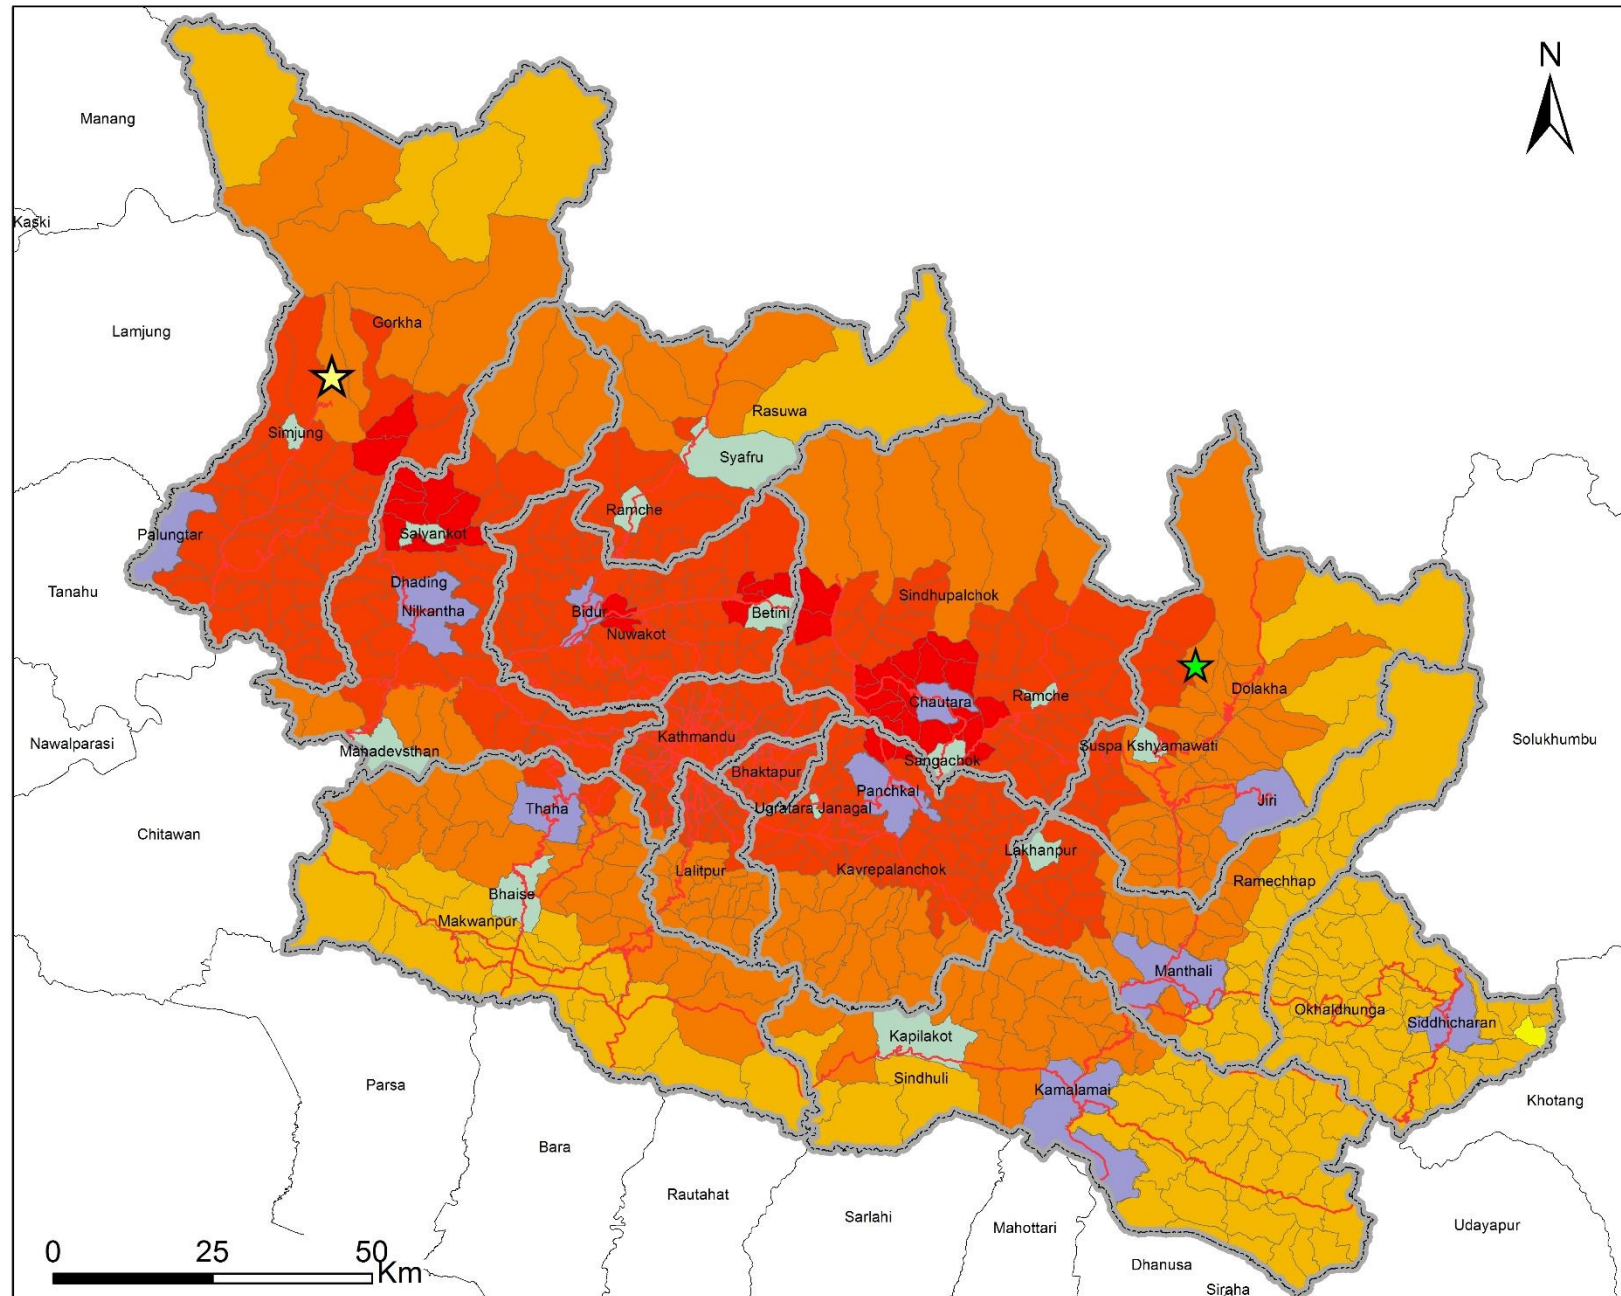 N
Manang
Kaski
Lamjung
Gorkha
Rasuwa
Simjung
Syafru
Ramche
Palungtar
Salyankot
Tanahu
Dhading
Nilkantha
Bidur
Betini
Nuwakot
Sindhupalchok
Chautara
Ramche
Dolakha
Nawalparasi
Mahadevsthan
Kathmandu
Suspa Kshyamawati
Solukhumbu
Sangachok
Bhaktapur
Panchkal
Jiri
Thaha
Ugratara Janagal
Chitawan
Lakhanpur
Lalitpur
Kavrepalanchok
Ramechhap
Bhaise
Makwanpur
Manthali
Okhaldhunga
Siddhicharan
Kapilakot
Sindhuli
Parsa
Kamalamai
Khotang
Bara
Rautahat
Sarlahi
Mahottari
Udayapur
Dhanusa
Siraha
0 25 50
Km